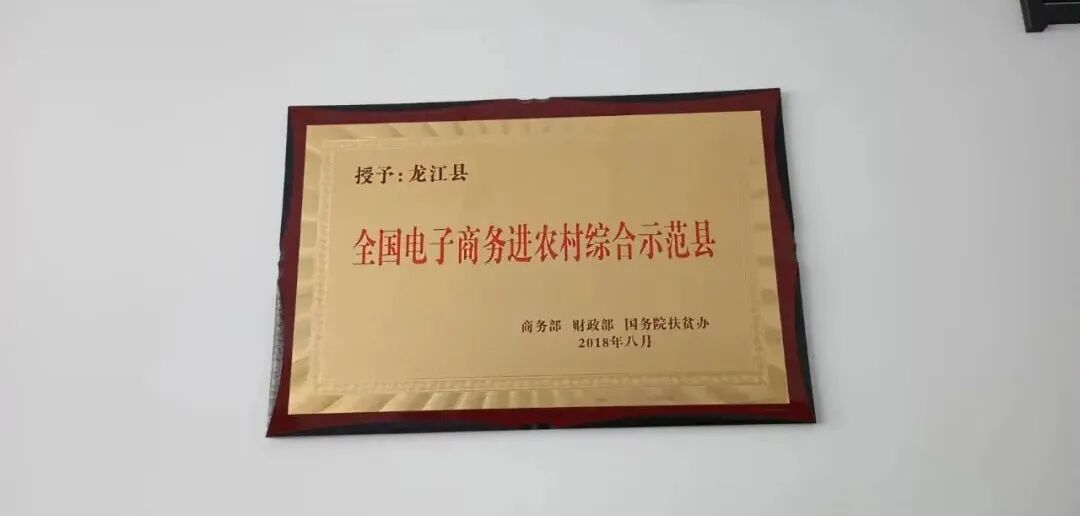 授予:龙江县
全国电子商务进农村综合示范县
商务部 财政部 国务院扶贫办
2018年八月